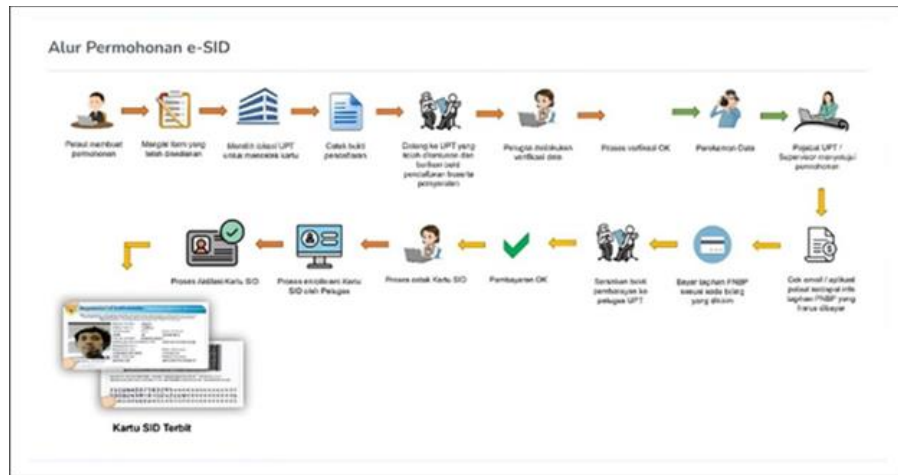 Alur Permohonan e-SID
Pelaut membuat
permohonan
Mengisi form yang
telah disediakan
Memilih lokasi UPT
untuk mencetak kartu
Cetak bukti
pendaftaran
Datang ke UPT yang
telah ditentukan dan
berikan bukti
pendaftaran beserta
persyaratan
Petugas melakukan
verifikasi data
Proses verifikasi OK
Perekaman Data
Pejabat UPT /
Supervisor menyetujui
permohonan
Proses Aktivasi Kartu SID
Proses enrollment Kartu
SID oleh Petugas
Proses cetak Kartu SID
Pembayaran OK
Serahkan bukti
pembayaran ke
petugas UPT
Bayar tagihan PNBP
sesuai kode billing
yang dikirim
Cek email / aplikasi
pelaut terdapat info
tagihan PNBP yang
harus dibayar
Kartu SID Terbit